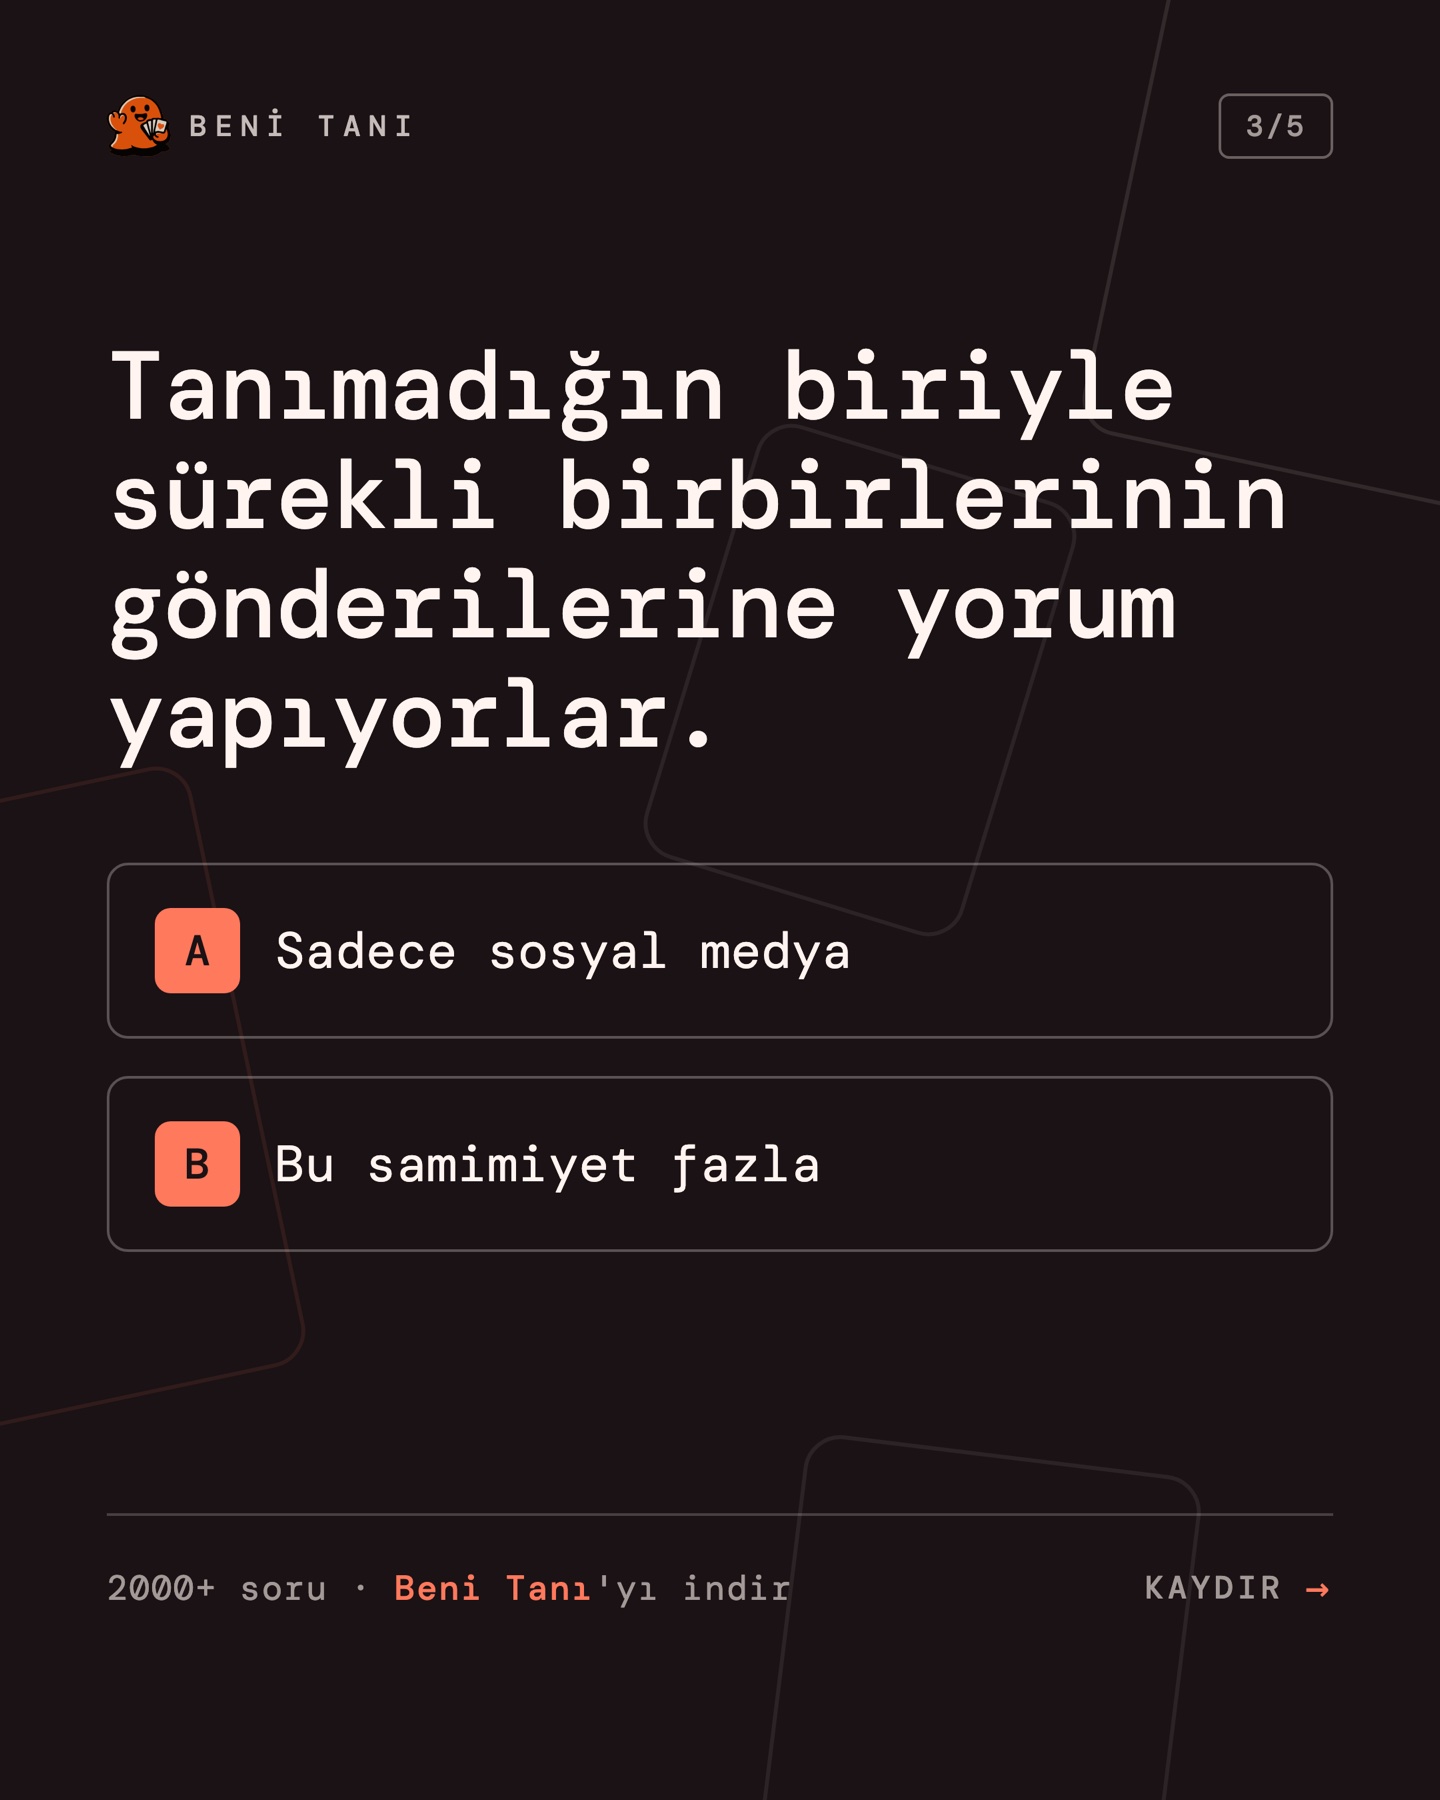 BENİ TANI
3/5
Tanımadığın biriyle
sürekli birbirlerinin
gönderilerine yorum
yapıyorlar.
A Sadece sosyal medya
B Bu samimiyet fazla
2000+ soru · Beni Tanı'yı indir
KAYDIR →